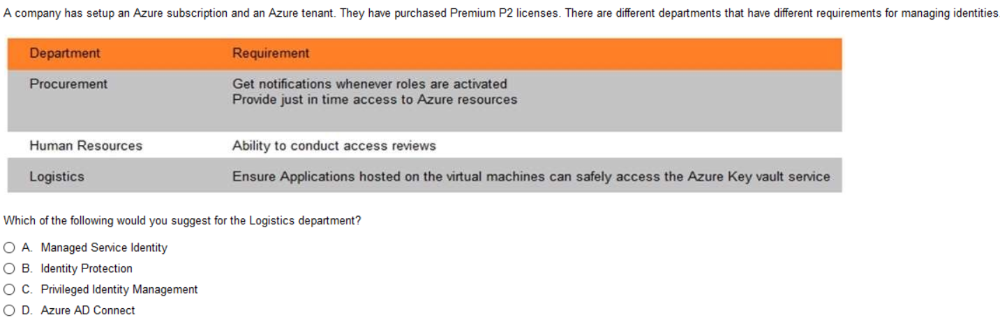 A company has setup an Azure subscription and an Azure tenant. They have purchased Premium P2 licenses. There are different departments that have different requirements for managing identities.
Department Requirement
Procurement Get notifications whenever roles are activated
Provide just in time access to Azure resources
Human Resources Ability to conduct access reviews
Logistics Ensure Applications hosted on the virtual machines can safely access the Azure Key vault service
Which of the following would you suggest for the Logistics department?
A. Managed Service Identity
B. Identity Protection
C. Privileged Identity Management
D. Azure AD Connect